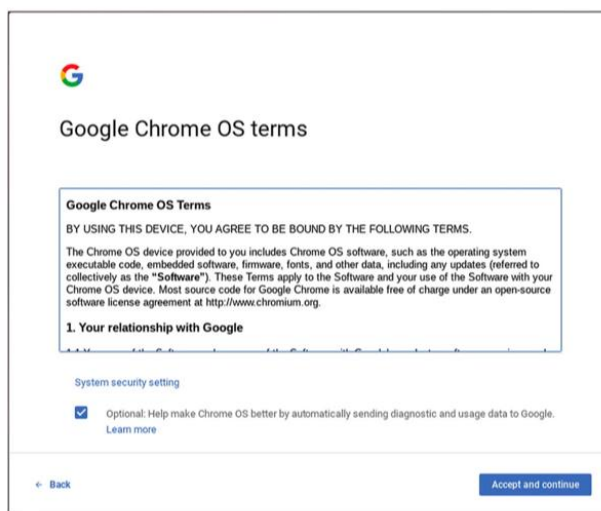 Google Chrome OS terms
Google Chrome OS Terms
BY USING THIS DEVICE, YOU AGREE TO BE BOUND BY THE FOLLOWING TERMS.
The Chrome OS device provided to you includes Chrome OS software, such as the operating system
executable code, embedded software, firmware, fonts, and other data, including any updates (referred to
collectively as the "Software"). These Terms apply to the Software and your use of the Software with your
Chrome OS device. Most source code for Google Chrome is available free of charge under an open-source
software license agreement at http://www.chromium.org.
1. Your relationship with Google
System security setting
Optional: Help make Chrome OS better by automatically sending diagnostic and usage data to Google.
Learn more
← Back
Accept and continue